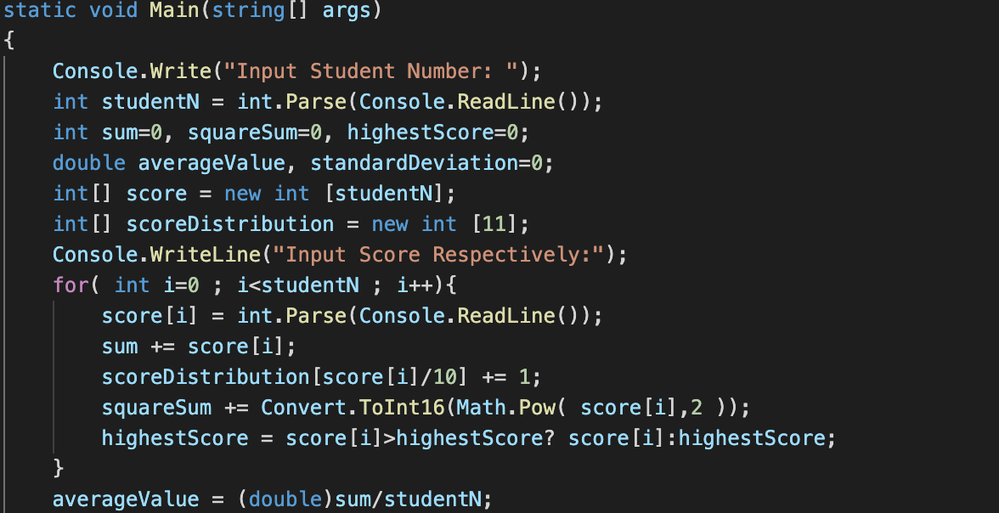 static void Main(string[] args)
{
    Console.Write("Input Student Number: ");
    int studentN = int.Parse(Console.ReadLine());
    int sum=0, squareSum=0, highestScore=0;
    double averageValue, standardDeviation=0;
    int[] score = new int [studentN];
    int[] scoreDistribution = new int [11];
    Console.WriteLine("Input Score Respectively:");
    for( int i=0 ; i<studentN ; i++){
        score[i] = int.Parse(Console.ReadLine());
        sum += score[i];
        scoreDistribution[score[i]/10] += 1;
        squareSum += Convert.ToInt16(Math.Pow( score[i],2 ));
        highestScore = score[i]>highestScore? score[i]:highestScore;
    }
    averageValue = (double)sum/studentN;